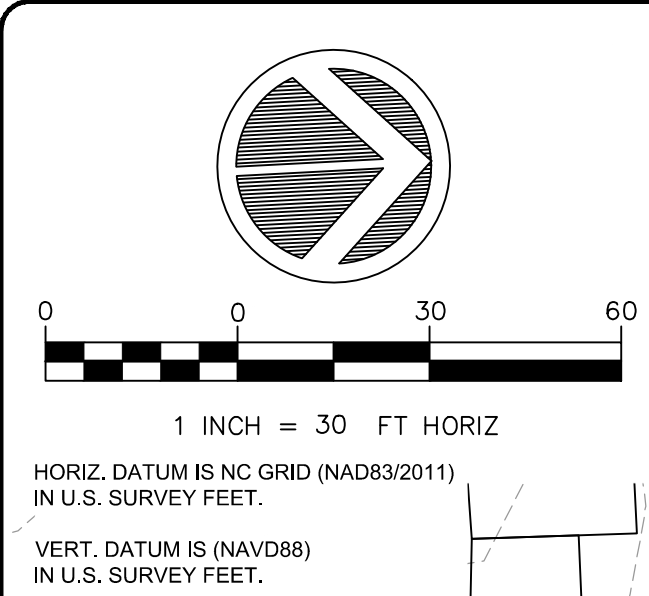 0 0 30 60
1 INCH = 30 FT HORIZ
HORIZ. DATUM IS NC GRID (NAD83/2011)
IN U.S. SURVEY FEET.
VERT. DATUM IS (NAVD88)
IN U.S. SURVEY FEET.